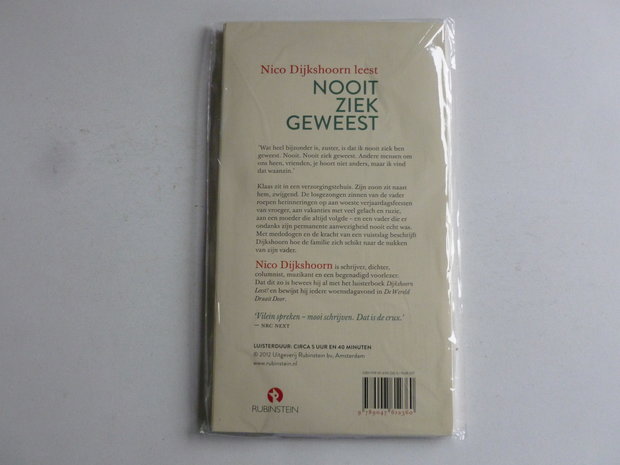 Nico Dijkshoorn leest
NOOIT
ZIEK
GEWEEST
'Wat heel bijzonder is, zuster, is dat ik nooit ziek ben
geweest. Nooit. Nooit ziek geweest. Andere mensen om
ons heen, vrienden, je hoort niet anders, maar ik vind
dat waanzin.'
Klaas zit in een verzorgingstehuis. Zijn zoon zit naast
hem, zwijgend. De losgezongen zinnen van de vader
roepen herinneringen op aan woeste verjaardagsfeesten
van vroeger, aan vakanties met veel gelach en ruzie,
aan een moeder die altijd volgde – en een vader die er
ondanks zijn permanente aanwezigheid nooit echt was.
Met mededogen en de kracht van een vuistslag beschrijft
Dijkshoorn hoe de familie zich schikt naar de nukken
van zijn vader.
Nico Dijkshoorn is schrijver, dichter,
columnist, muzikant en een begenadigd voorlezer.
Dat dit zo is bewees hij al met het luisterboek Dijkshoorn
Leest! en bewijst hij iedere woensdagavond in De Wereld
Draait Door.
'Vilein spreken – mooi schrijven. Dat is de crux.'
— NRC NEXT
LUISTERDUUR: CIRCA 5 UUR EN 40 MINUTEN
© 2012 Uitgeverij Rubinstein bv, Amsterdam
www.rubinstein.nl
RUBINSTEIN
9 789047 612360